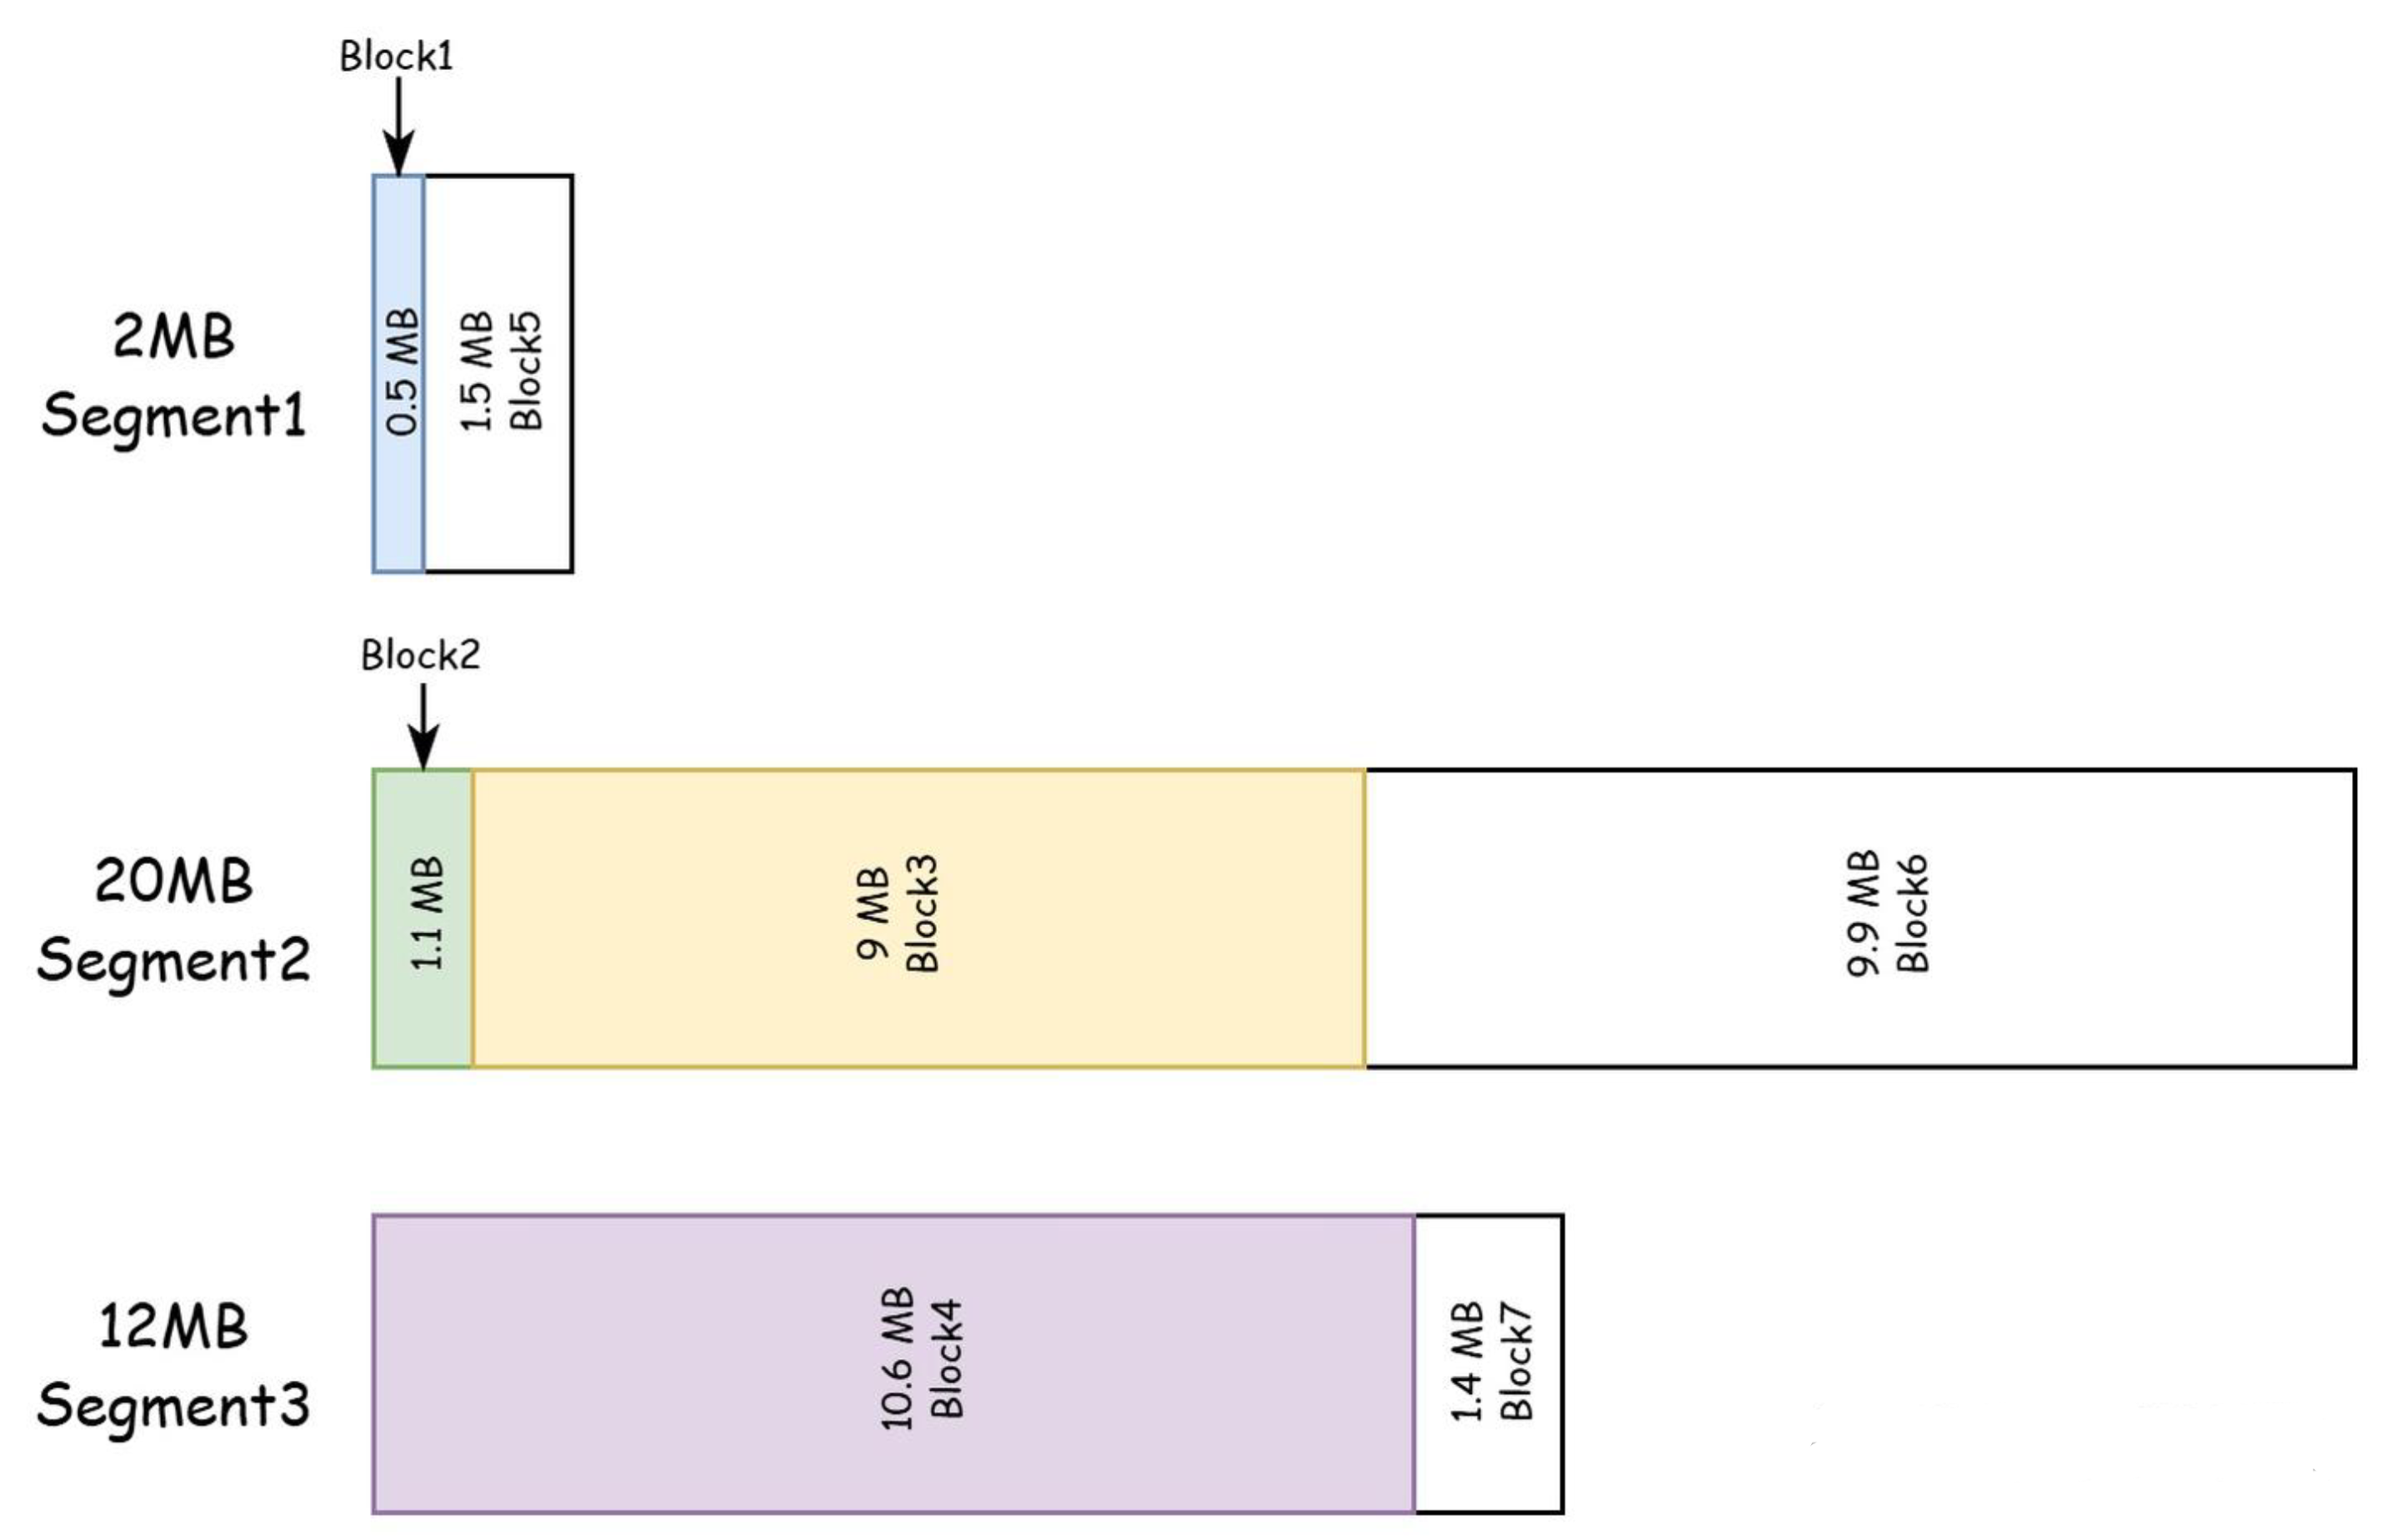 Block1
2MB
Segment1
0.5 MB
1.5 MB
Block5
Block2
20MB
Segment2
1.1 MB
9 MB
Block3
9.9 MB
Block6
12MB
Segment3
10.6 MB
Block4
1.4 MB
Block7